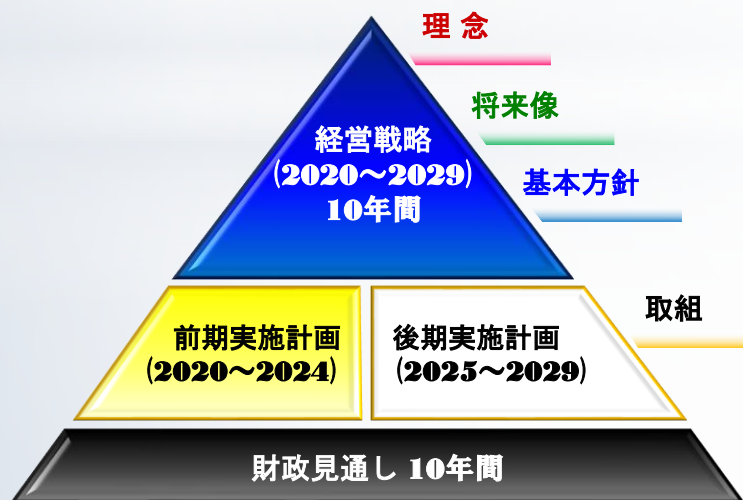 理 念
将来像
経営戦略
(2020～2029)
10年間
基本方針
取組
前期実施計画
(2020～2024)
後期実施計画
(2025～2029)
財政見通し 10年間